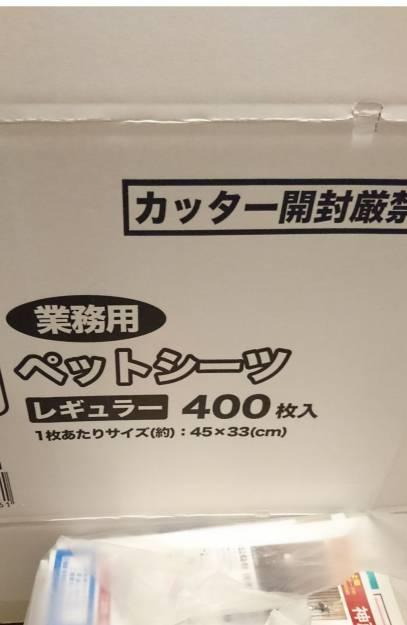 カッター開封厳禁
業務用
ペットシーツ
レギュラー 400枚入
1枚あたりサイズ(約):45×33(cm)